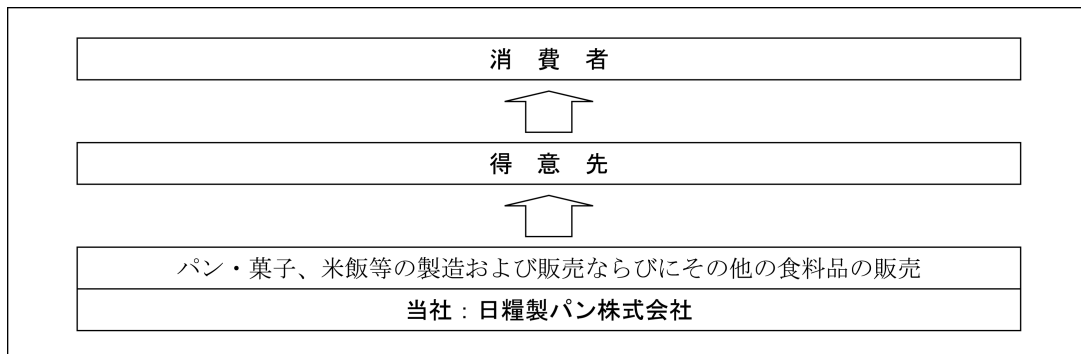 消費者
得意先
パン・菓子、米飯等の製造および販売ならびにその他の食料品の販売
当社：日糧製パン株式会社